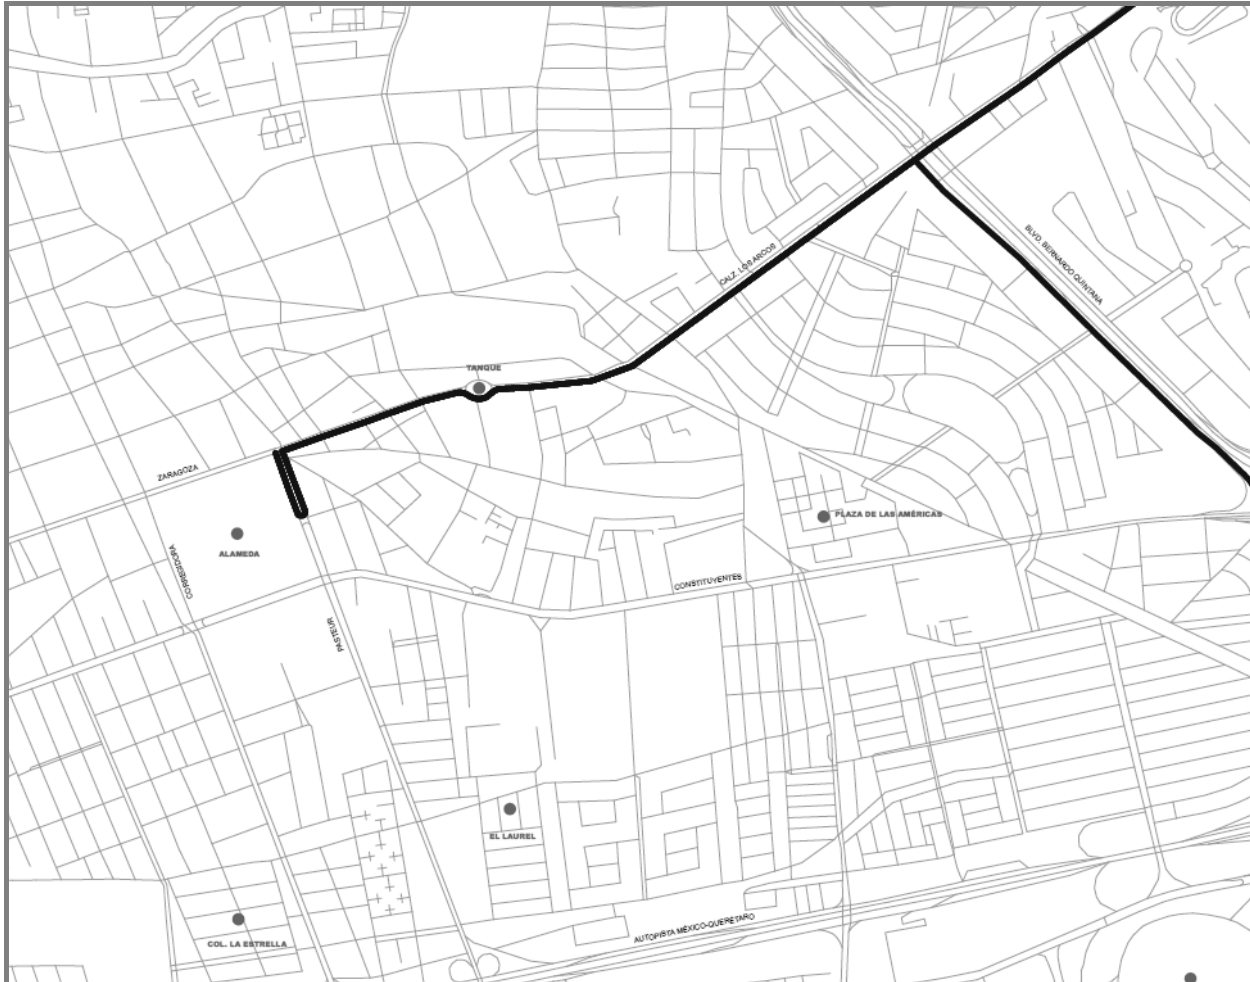 BLVD. BERNARDO QUINTANA
CALZ. LOS ARCOS
TANQUE
ZARAGOZA
PLAZA DE LAS AMÉRICAS
ALAMEDA
CORREGIDORA
CONSTITUYENTES
PASTEUR
EL LAUREL
AUTOPISTA MÉXICO-QUERÉTARO
COL. LA ESTRELLA